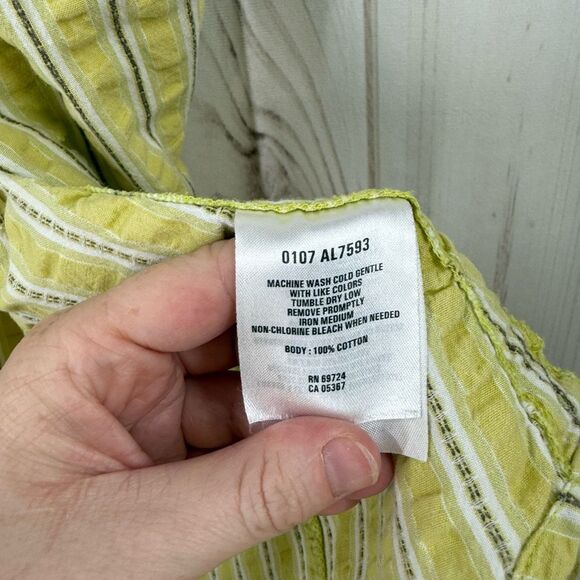 0107 AL7593
MACHINE WASH COLD GENTLE
WITH LIKE COLORS
TUMBLE DRY LOW
REMOVE PROMPTLY
IRON MEDIUM
NON-CHLORINE BLEACH WHEN NEEDED
BODY : 100% COTTON
RN 69724
CA 05367